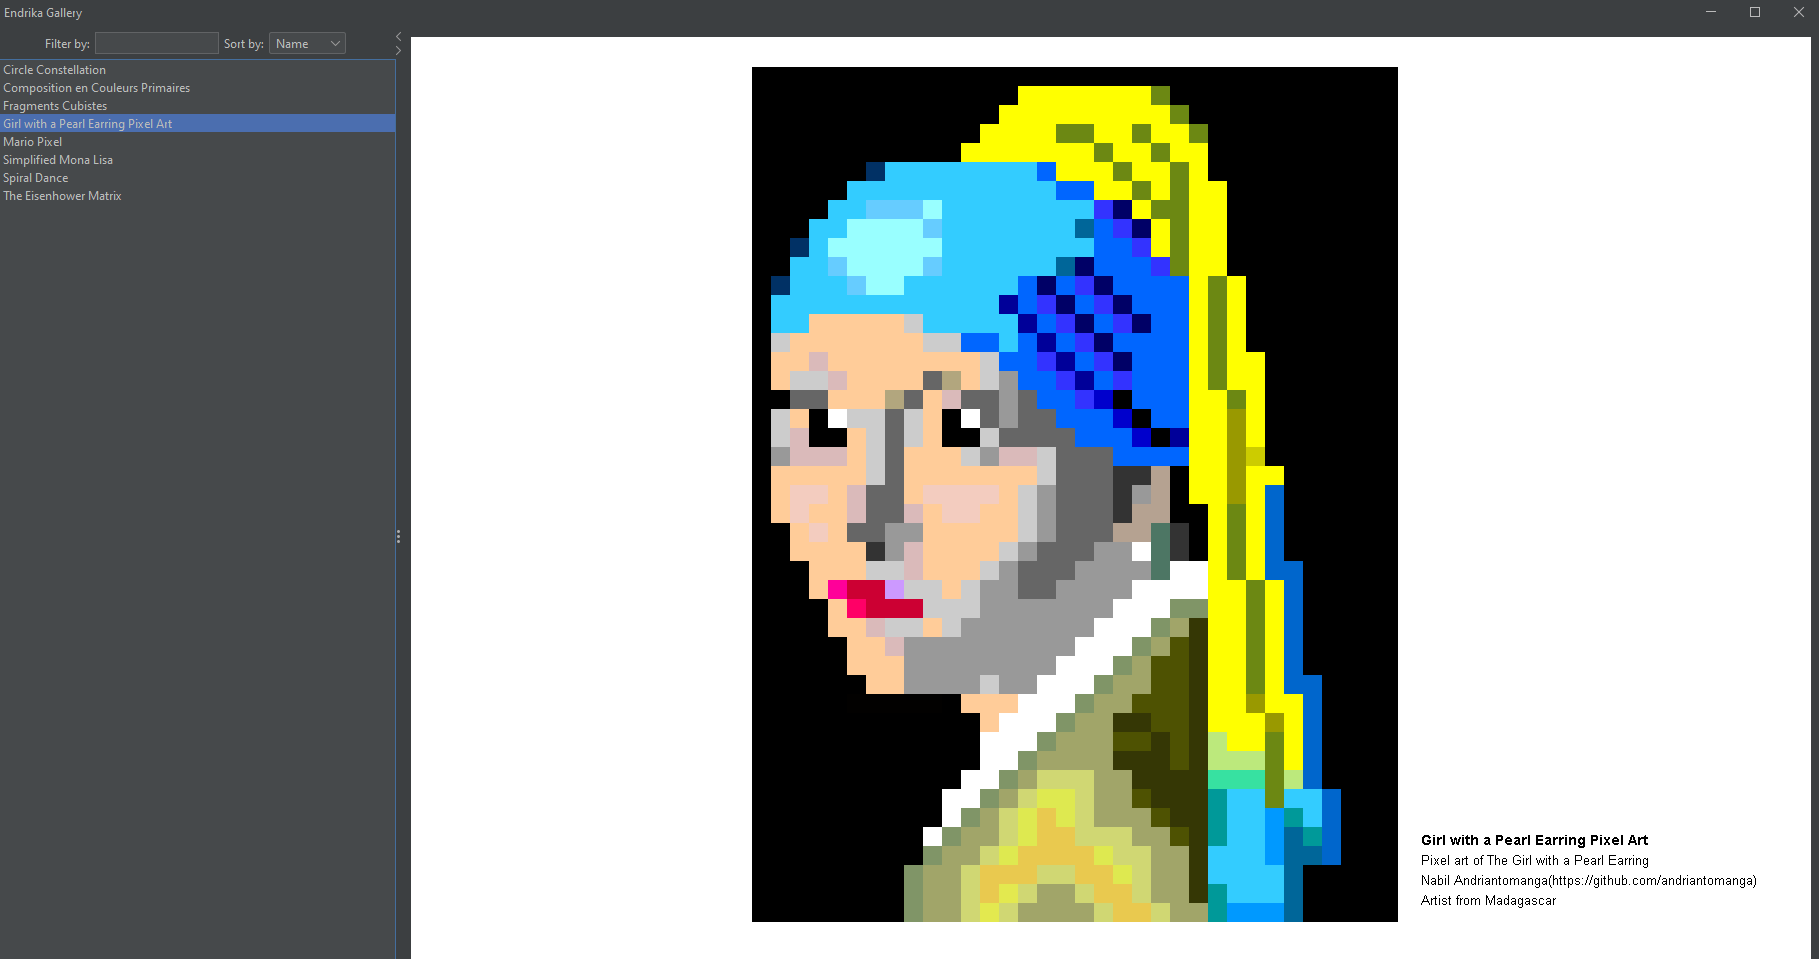 Endrika Gallery
Filter by:
Sort by: Name
Circle Constellation
Composition en Couleurs Primaires
Fragments Cubistes
Girl with a Pearl Earring Pixel Art
Mario Pixel
Simplified Mona Lisa
Spiral Dance
The Eisenhower Matrix
Girl with a Pearl Earring Pixel Art
Pixel art of The Girl with a Pearl Earring
Nabil Andriantomanga(https://github.com/andriantomanga)
Artist from Madagascar